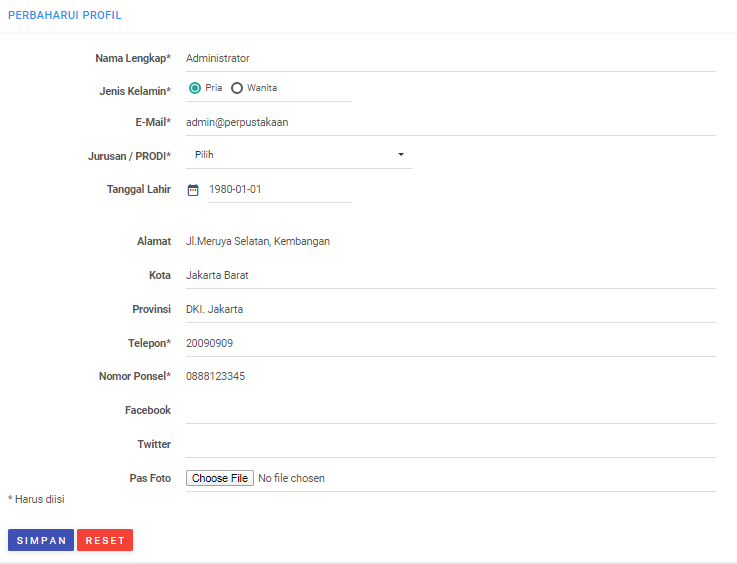 PERBAHARUI PROFIL
Nama Lengkap* Administrator
Jenis Kelamin* Pria Wanita
E-Mail* admin@perpustakaan
Jurusan / PRODI* Pilih
Tanggal Lahir 1980-01-01
Alamat Jl.Meruya Selatan, Kembangan
Kota Jakarta Barat
Provinsi DKI. Jakarta
Telepon* 20090909
Nomor Ponsel* 0888123345
Facebook
Twitter
Pas Foto Choose File No file chosen
* Harus diisi
SIMPAN RESET